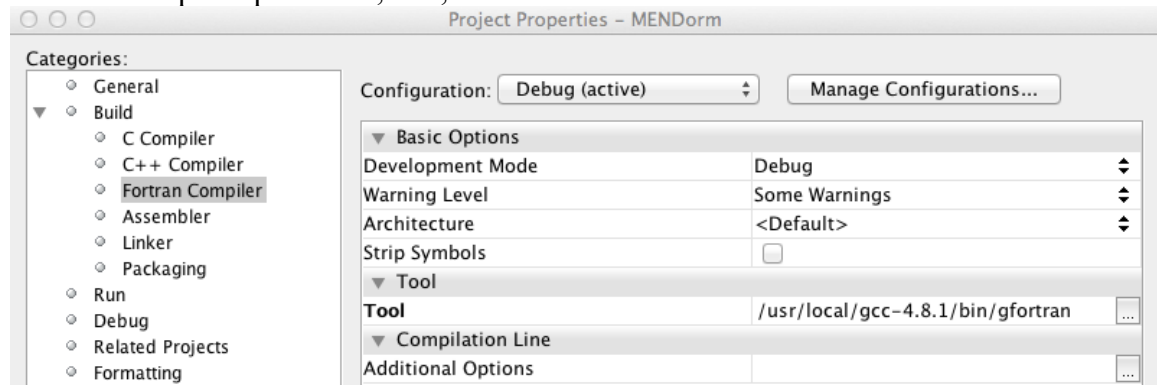 Project Properties – MENDorm
Categories:
General
Build
C Compiler
C++ Compiler
Fortran Compiler
Assembler
Linker
Packaging
Run
Debug
Related Projects
Formatting
Configuration: Debug (active) Manage Configurations...
Basic Options
Development Mode Debug
Warning Level Some Warnings
Architecture <Default>
Strip Symbols
Tool
Tool /usr/local/gcc-4.8.1/bin/gfortran ...
Compilation Line
Additional Options ...